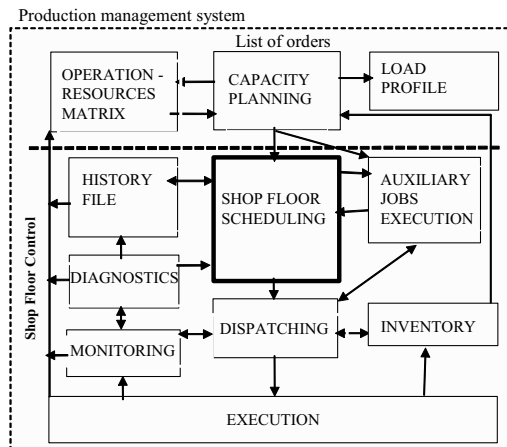 Production management system
List of orders
OPERATION -
RESOURCES
MATRIX
CAPACITY
PLANNING
LOAD
PROFILE
Shop Floor Control
HISTORY
FILE
SHOP FLOOR
SCHEDULING
AUXILIARY
JOBS
EXECUTION
DIAGNOSTICS
DISPATCHING
INVENTORY
MONITORING
EXECUTION